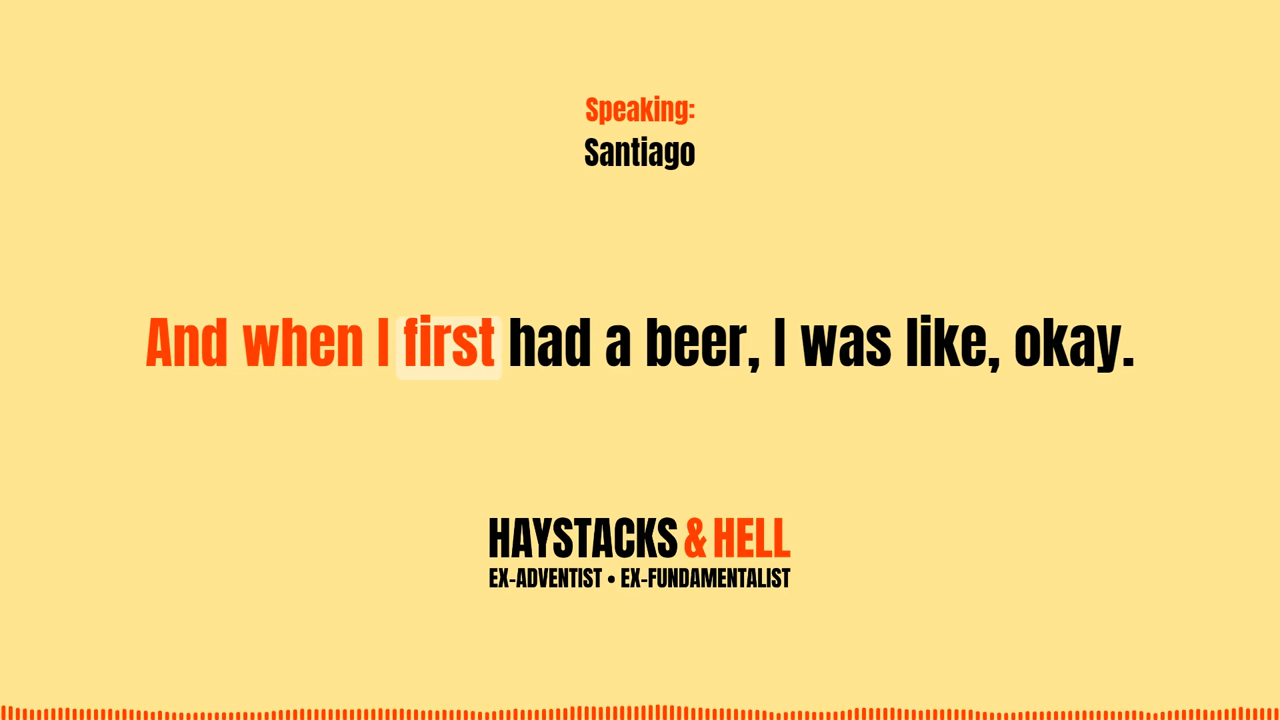 Speaking:
Santiago
And when I first had a beer, I was like, okay.
HAYSTACKS & HELL
EX-ADVENTIST • EX-FUNDAMENTALIST